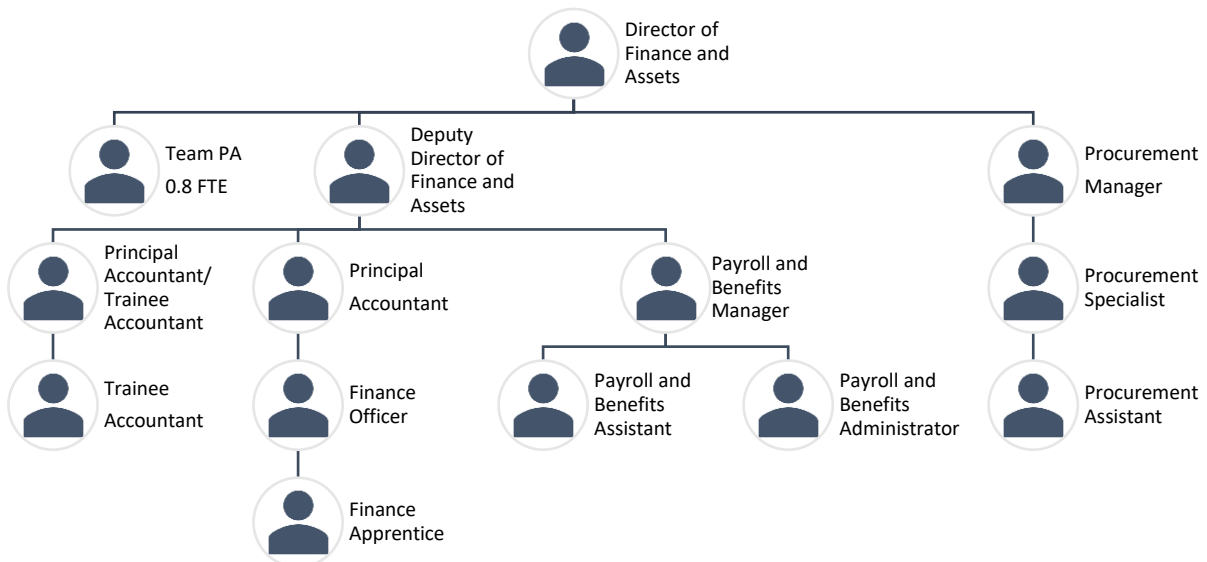 Director of
Finance and
Assets
Team PA
0.8 FTE
Deputy
Director of
Finance and
Assets
Procurement
Manager
Principal
Accountant/
Trainee
Accountant
Principal
Accountant
Payroll and
Benefits
Manager
Procurement
Specialist
Trainee
Accountant
Finance
Officer
Payroll and
Benefits
Assistant
Payroll and
Benefits
Administrator
Procurement
Assistant
Finance
Apprentice